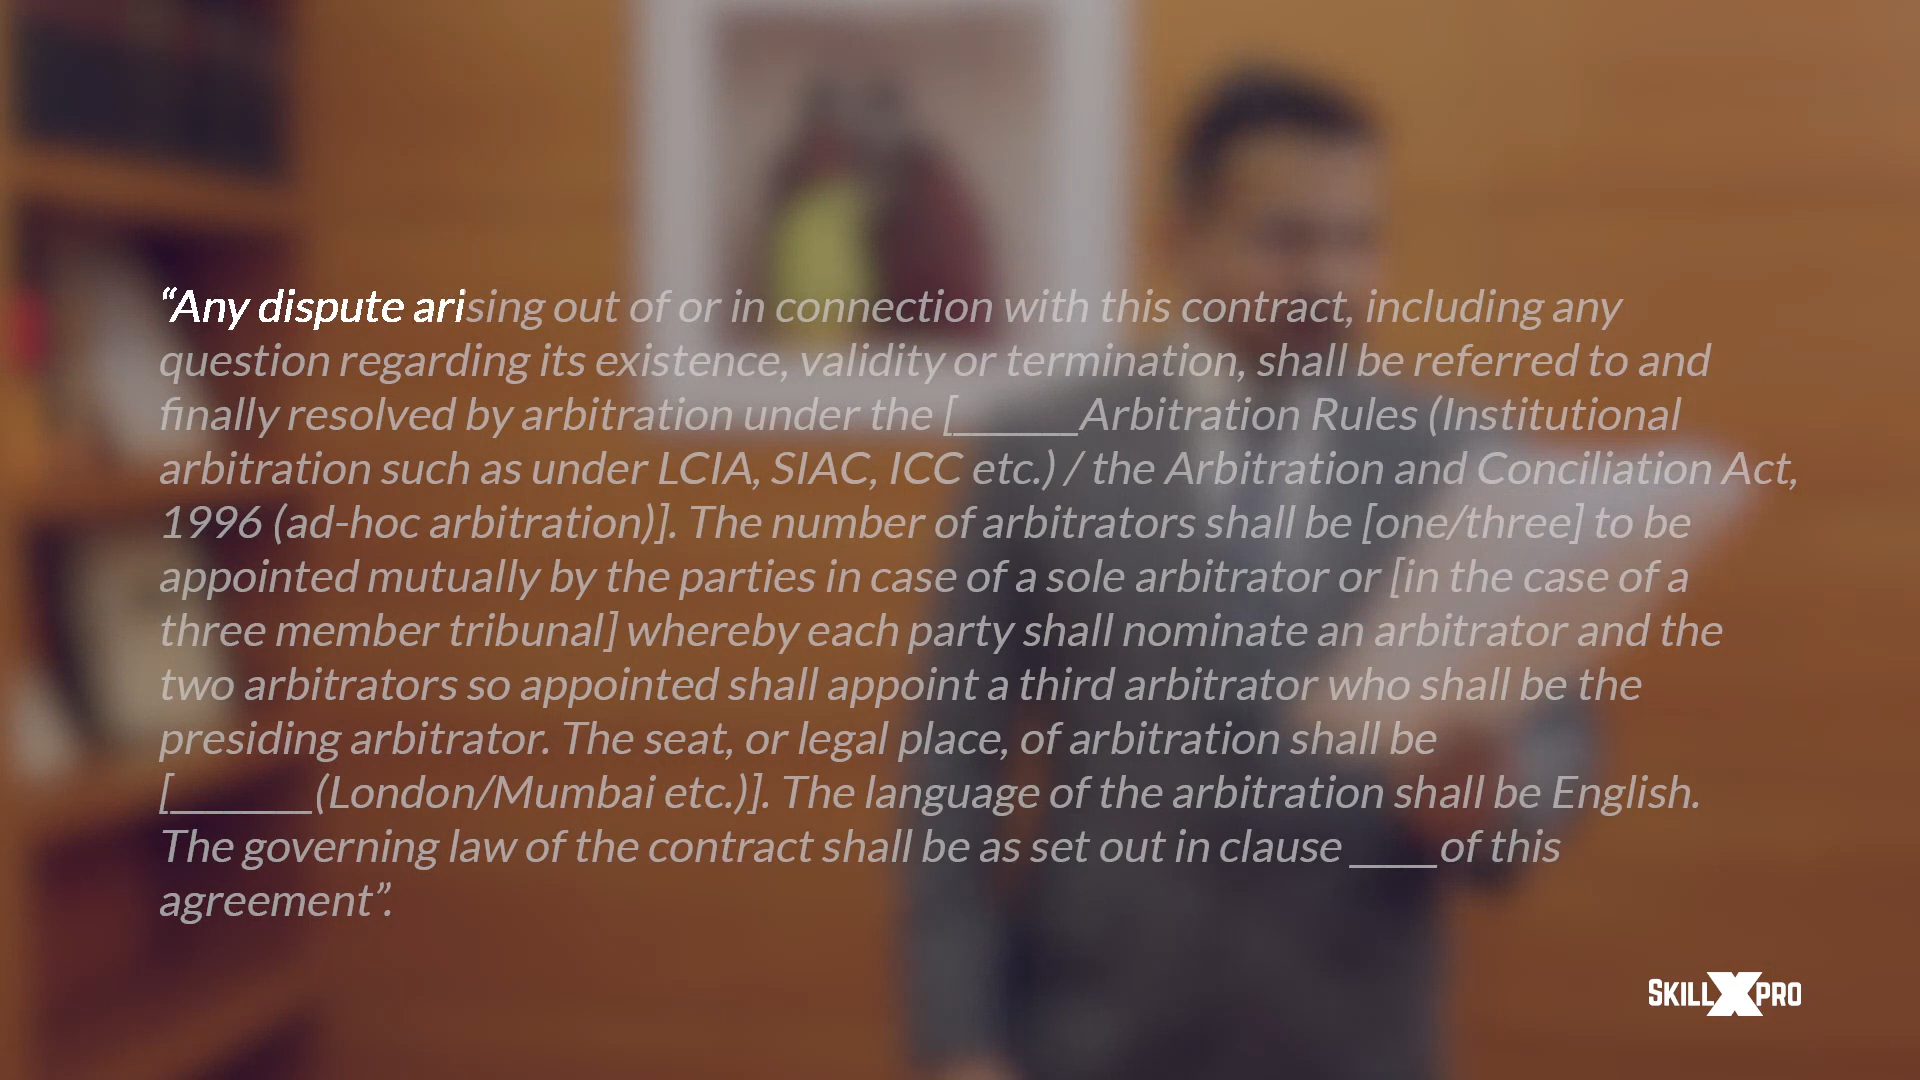 “Any dispute arising out of or in connection with this contract, including any
question regarding its existence, validity or termination, shall be referred to and
finally resolved by arbitration under the [______Arbitration Rules (Institutional
arbitration such as under LCIA, SIAC, ICC etc.) / the Arbitration and Conciliation Act,
1996 (ad-hoc arbitration)]. The number of arbitrators shall be [one/three] to be
appointed mutually by the parties in case of a sole arbitrator or [in the case of a
three member tribunal] whereby each party shall nominate an arbitrator and the
two arbitrators so appointed shall appoint a third arbitrator who shall be the
presiding arbitrator. The seat, or legal place, of arbitration shall be
[_______(London/Mumbai etc.)]. The language of the arbitration shall be English.
The governing law of the contract shall be as set out in clause ____of this
agreement”.
SKILLXPRO